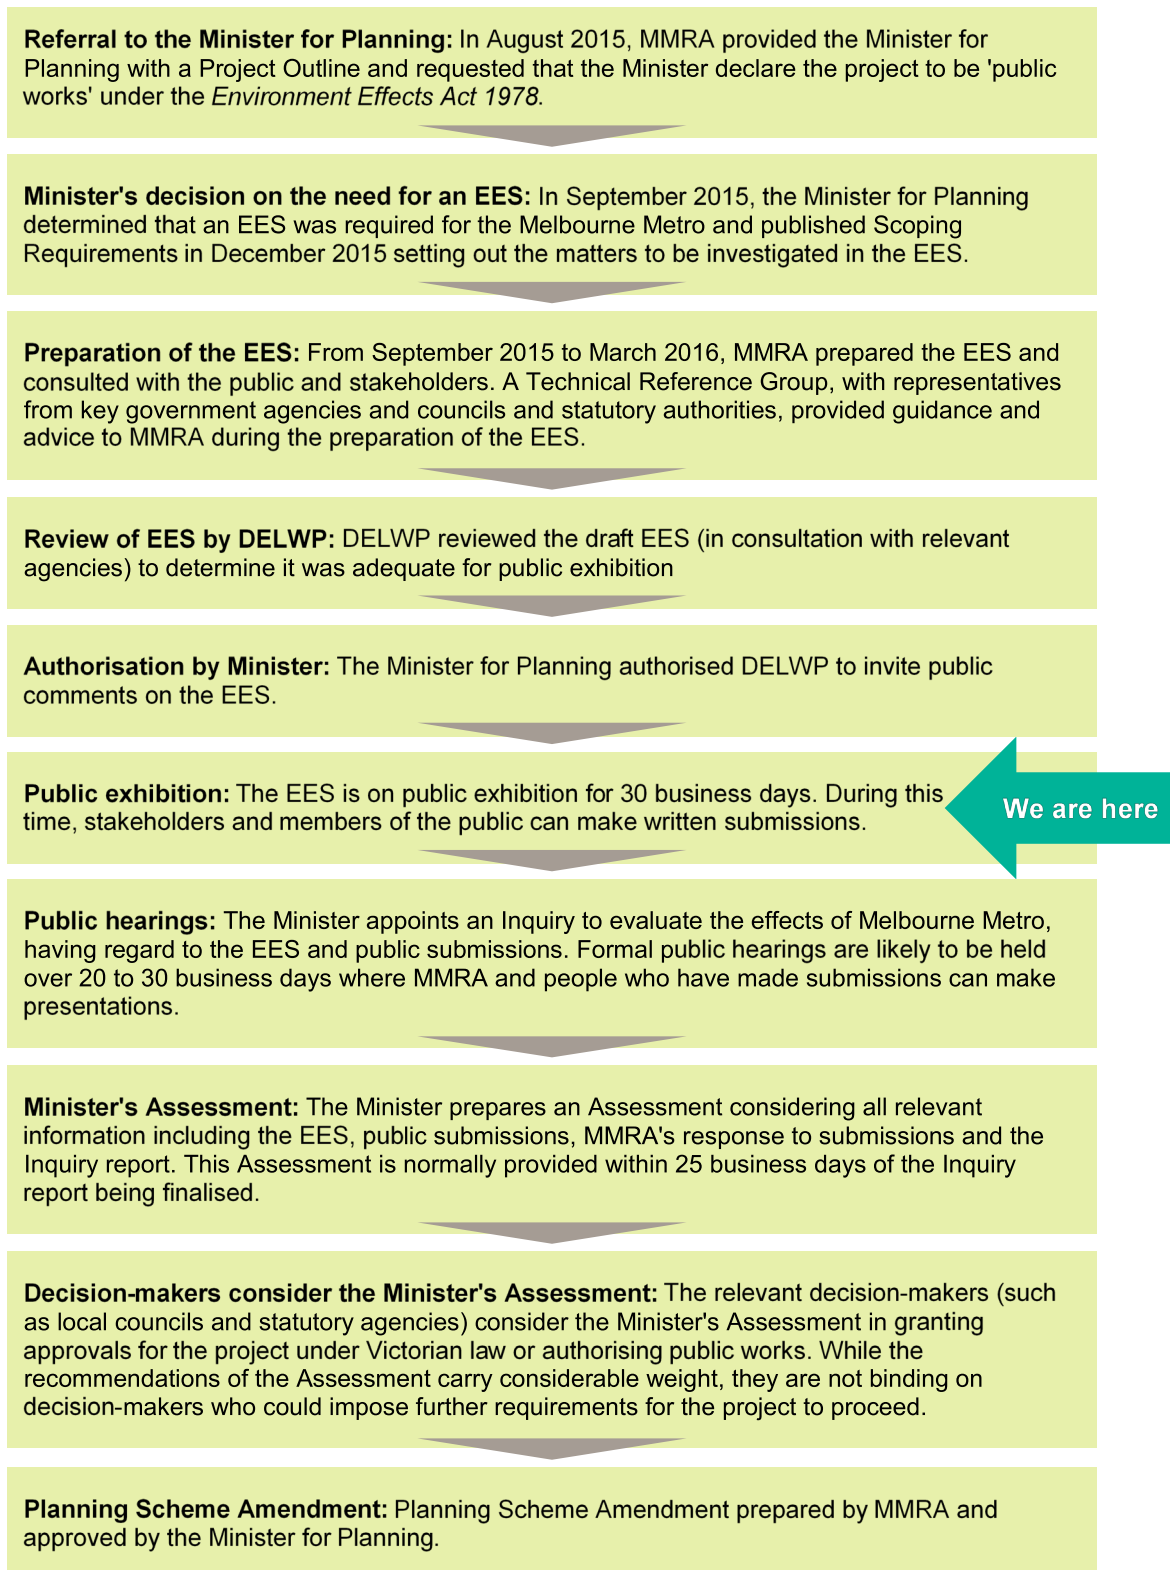 Referral to the Minister for Planning: In August 2015, MMRA provided the Minister for
Planning with a Project Outline and requested that the Minister declare the project to be 'public
works' under the Environment Effects Act 1978.
Minister's decision on the need for an EES: In September 2015, the Minister for Planning
determined that an EES was required for the Melbourne Metro and published Scoping
Requirements in December 2015 setting out the matters to be investigated in the EES.
Preparation of the EES: From September 2015 to March 2016, MMRA prepared the EES and
consulted with the public and stakeholders. A Technical Reference Group, with representatives
from key government agencies and councils and statutory authorities, provided guidance and
advice to MMRA during the preparation of the EES.
Review of EES by DELWP: DELWP reviewed the draft EES (in consultation with relevant
agencies) to determine it was adequate for public exhibition
Authorisation by Minister: The Minister for Planning authorised DELWP to invite public
comments on the EES.
Public exhibition: The EES is on public exhibition for 30 business days. During this
time, stakeholders and members of the public can make written submissions.
We are here
Public hearings: The Minister appoints an Inquiry to evaluate the effects of Melbourne Metro,
having regard to the EES and public submissions. Formal public hearings are likely to be held
over 20 to 30 business days where MMRA and people who have made submissions can make
presentations.
Minister's Assessment: The Minister prepares an Assessment considering all relevant
information including the EES, public submissions, MMRA's response to submissions and the
Inquiry report. This Assessment is normally provided within 25 business days of the Inquiry
report being finalised.
Decision-makers consider the Minister's Assessment: The relevant decision-makers (such
as local councils and statutory agencies) consider the Minister's Assessment in granting
approvals for the project under Victorian law or authorising public works. While the
recommendations of the Assessment carry considerable weight, they are not binding on
decision-makers who could impose further requirements for the project to proceed.
Planning Scheme Amendment: Planning Scheme Amendment prepared by MMRA and
approved by the Minister for Planning.